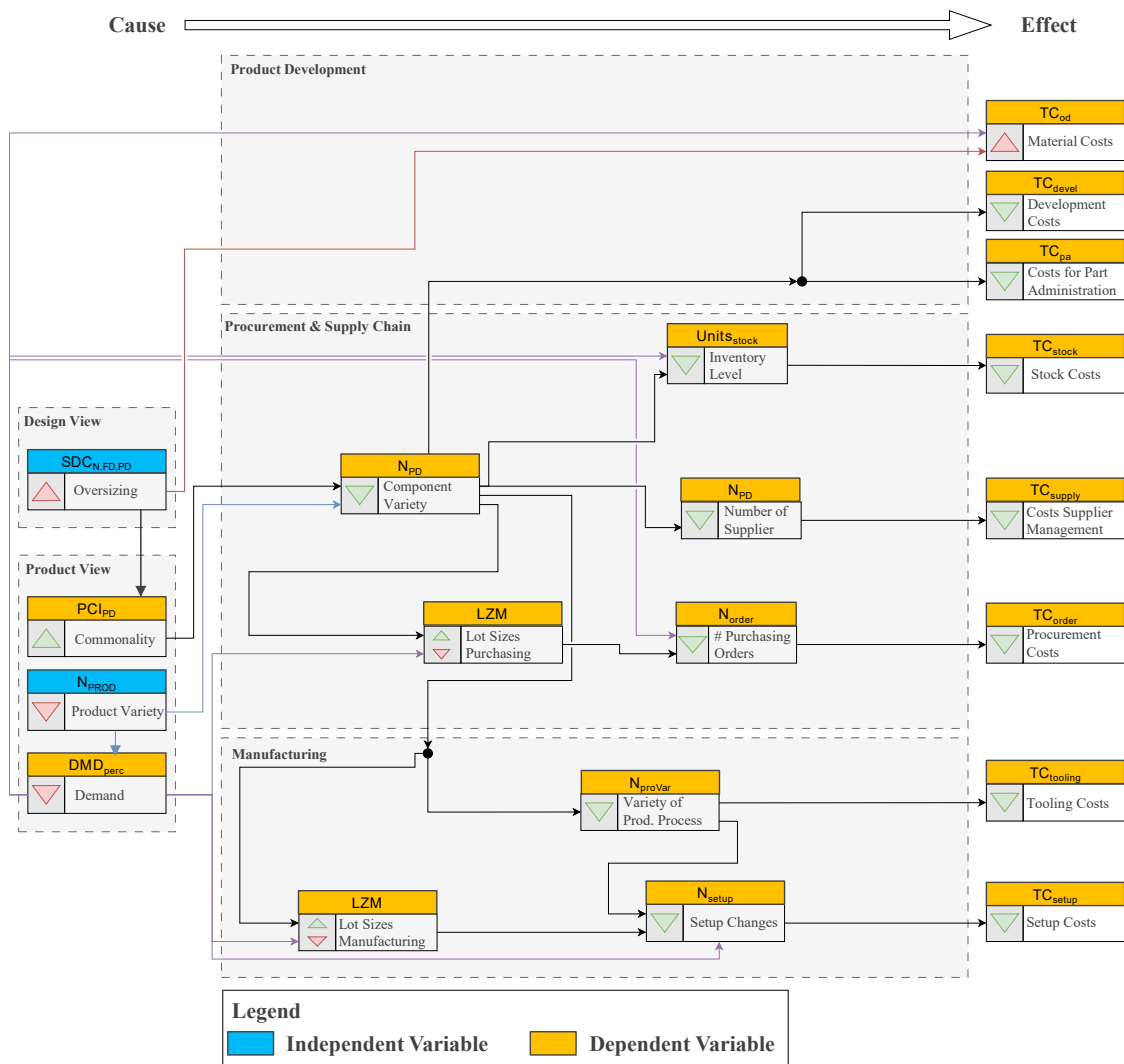 Cause
Effect
Product Development
TCod
Material Costs
TCdevel
Development
Costs
TCpa
Costs for Part
Administration
Procurement & Supply Chain
Unitsstock
Inventory
Level
TCstock
Stock Costs
Design View
SDCN,FD,PD
Oversizing
NPD
Component
Variety
NPD
Number of
Supplier
TCsupply
Costs Supplier
Management
Product View
PCIPD
Commonality
LZM
Lot Sizes
Purchasing
Norder
# Purchasing
Orders
TCorder
Procurement
Costs
NPROD
Product Variety
DMDperc
Demand
Manufacturing
NproVar
Variety of
Prod. Process
TCtooling
Tooling Costs
LZM
Lot Sizes
Manufacturing
Nsetup
Setup Changes
TCsetup
Setup Costs
Legend
Independent Variable
Dependent Variable